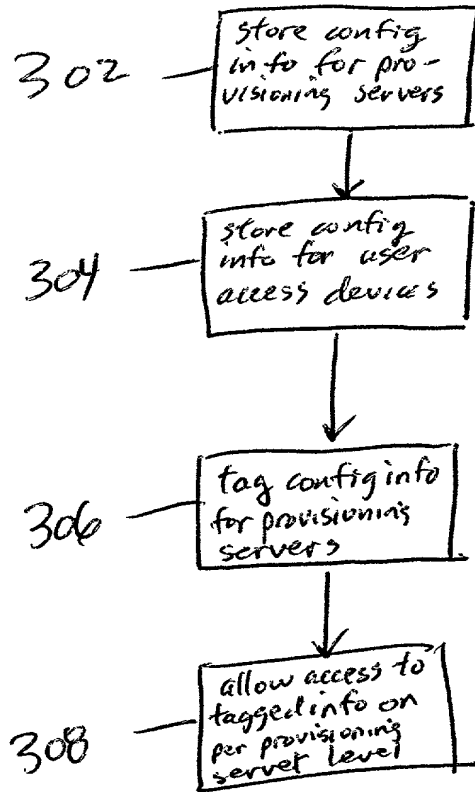 302
store config
info for pro-
visioning servers
304
store config
info for user
access devices
306
tag config info
for provisioning
servers
308
allow access to
tagged info on
per provisioning
server level